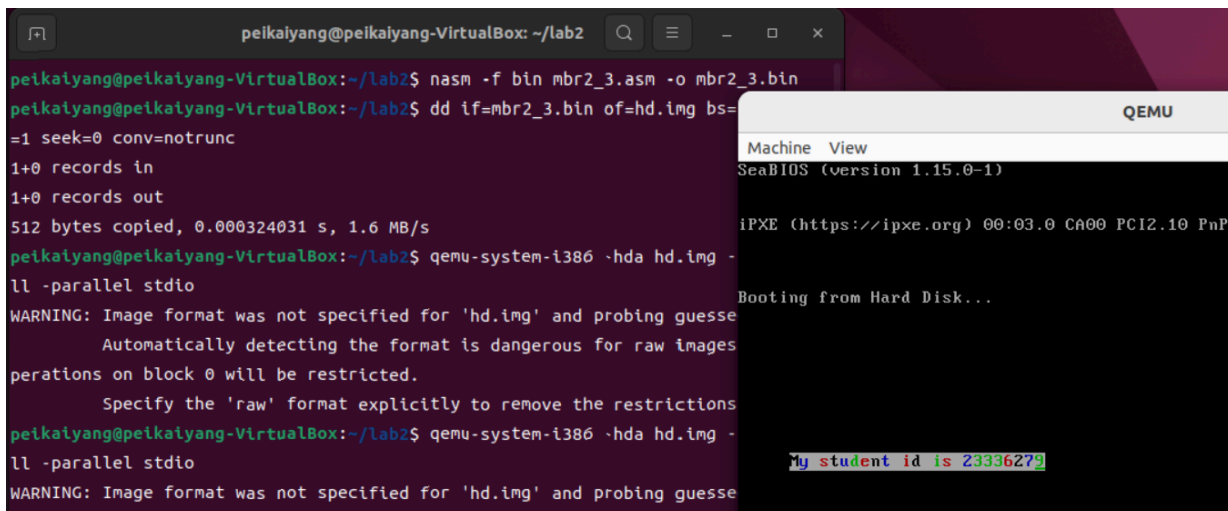 peikaiyang@peikaiyang-VirtualBox: ~/lab2
peikaiyang@peikaiyang-VirtualBox:~/lab2$ nasm -f bin mbr2_3.asm -o mbr2_3.bin
peikaiyang@peikaiyang-VirtualBox:~/lab2$ dd if=mbr2_3.bin of=hd.img bs=
=1 seek=0 conv=notrunc
1+0 records in
1+0 records out
512 bytes copied, 0.000324031 s, 1.6 MB/s
peikaiyang@peikaiyang-VirtualBox:~/lab2$ qemu-system-i386 -hda hd.img -
ll -parallel stdio
WARNING: Image format was not specified for 'hd.img' and probing guesse
Automatically detecting the format is dangerous for raw images
perations on block 0 will be restricted.
Specify the 'raw' format explicitly to remove the restrictions
peikaiyang@peikaiyang-VirtualBox:~/lab2$ qemu-system-i386 -hda hd.img -
ll -parallel stdio
WARNING: Image format was not specified for 'hd.img' and probing guesse
QEMU
Machine View
SeaBIOS (version 1.15.0-1)
iPXE (https://ipxe.org) 00:03.0 CA00 PCI2.10 PnP
Booting from Hard Disk...
My student id is 23336279